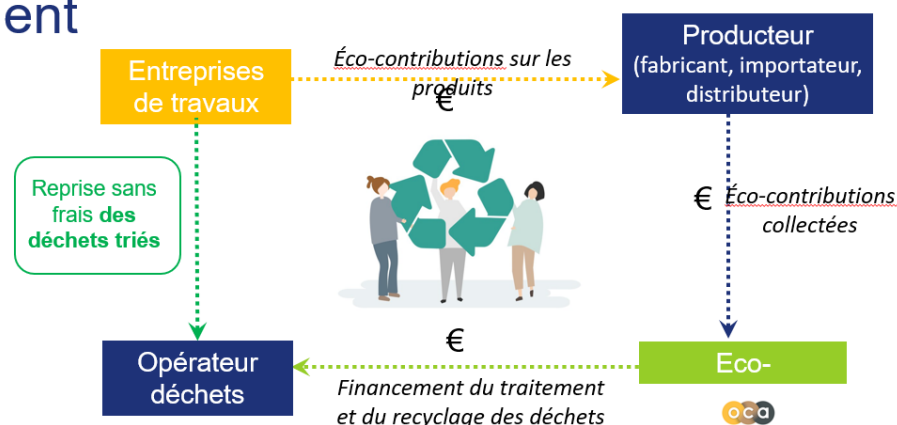 ent
Entreprises
de travaux
Éco-contributions sur les
produits
€
Producteur
(fabricant, importateur,
distributeur)
Reprise sans
frais des
déchets triés
€ Éco-contributions
collectées
Opérateur
déchets
€
Financement du traitement
et du recyclage des déchets
Eco-
oca